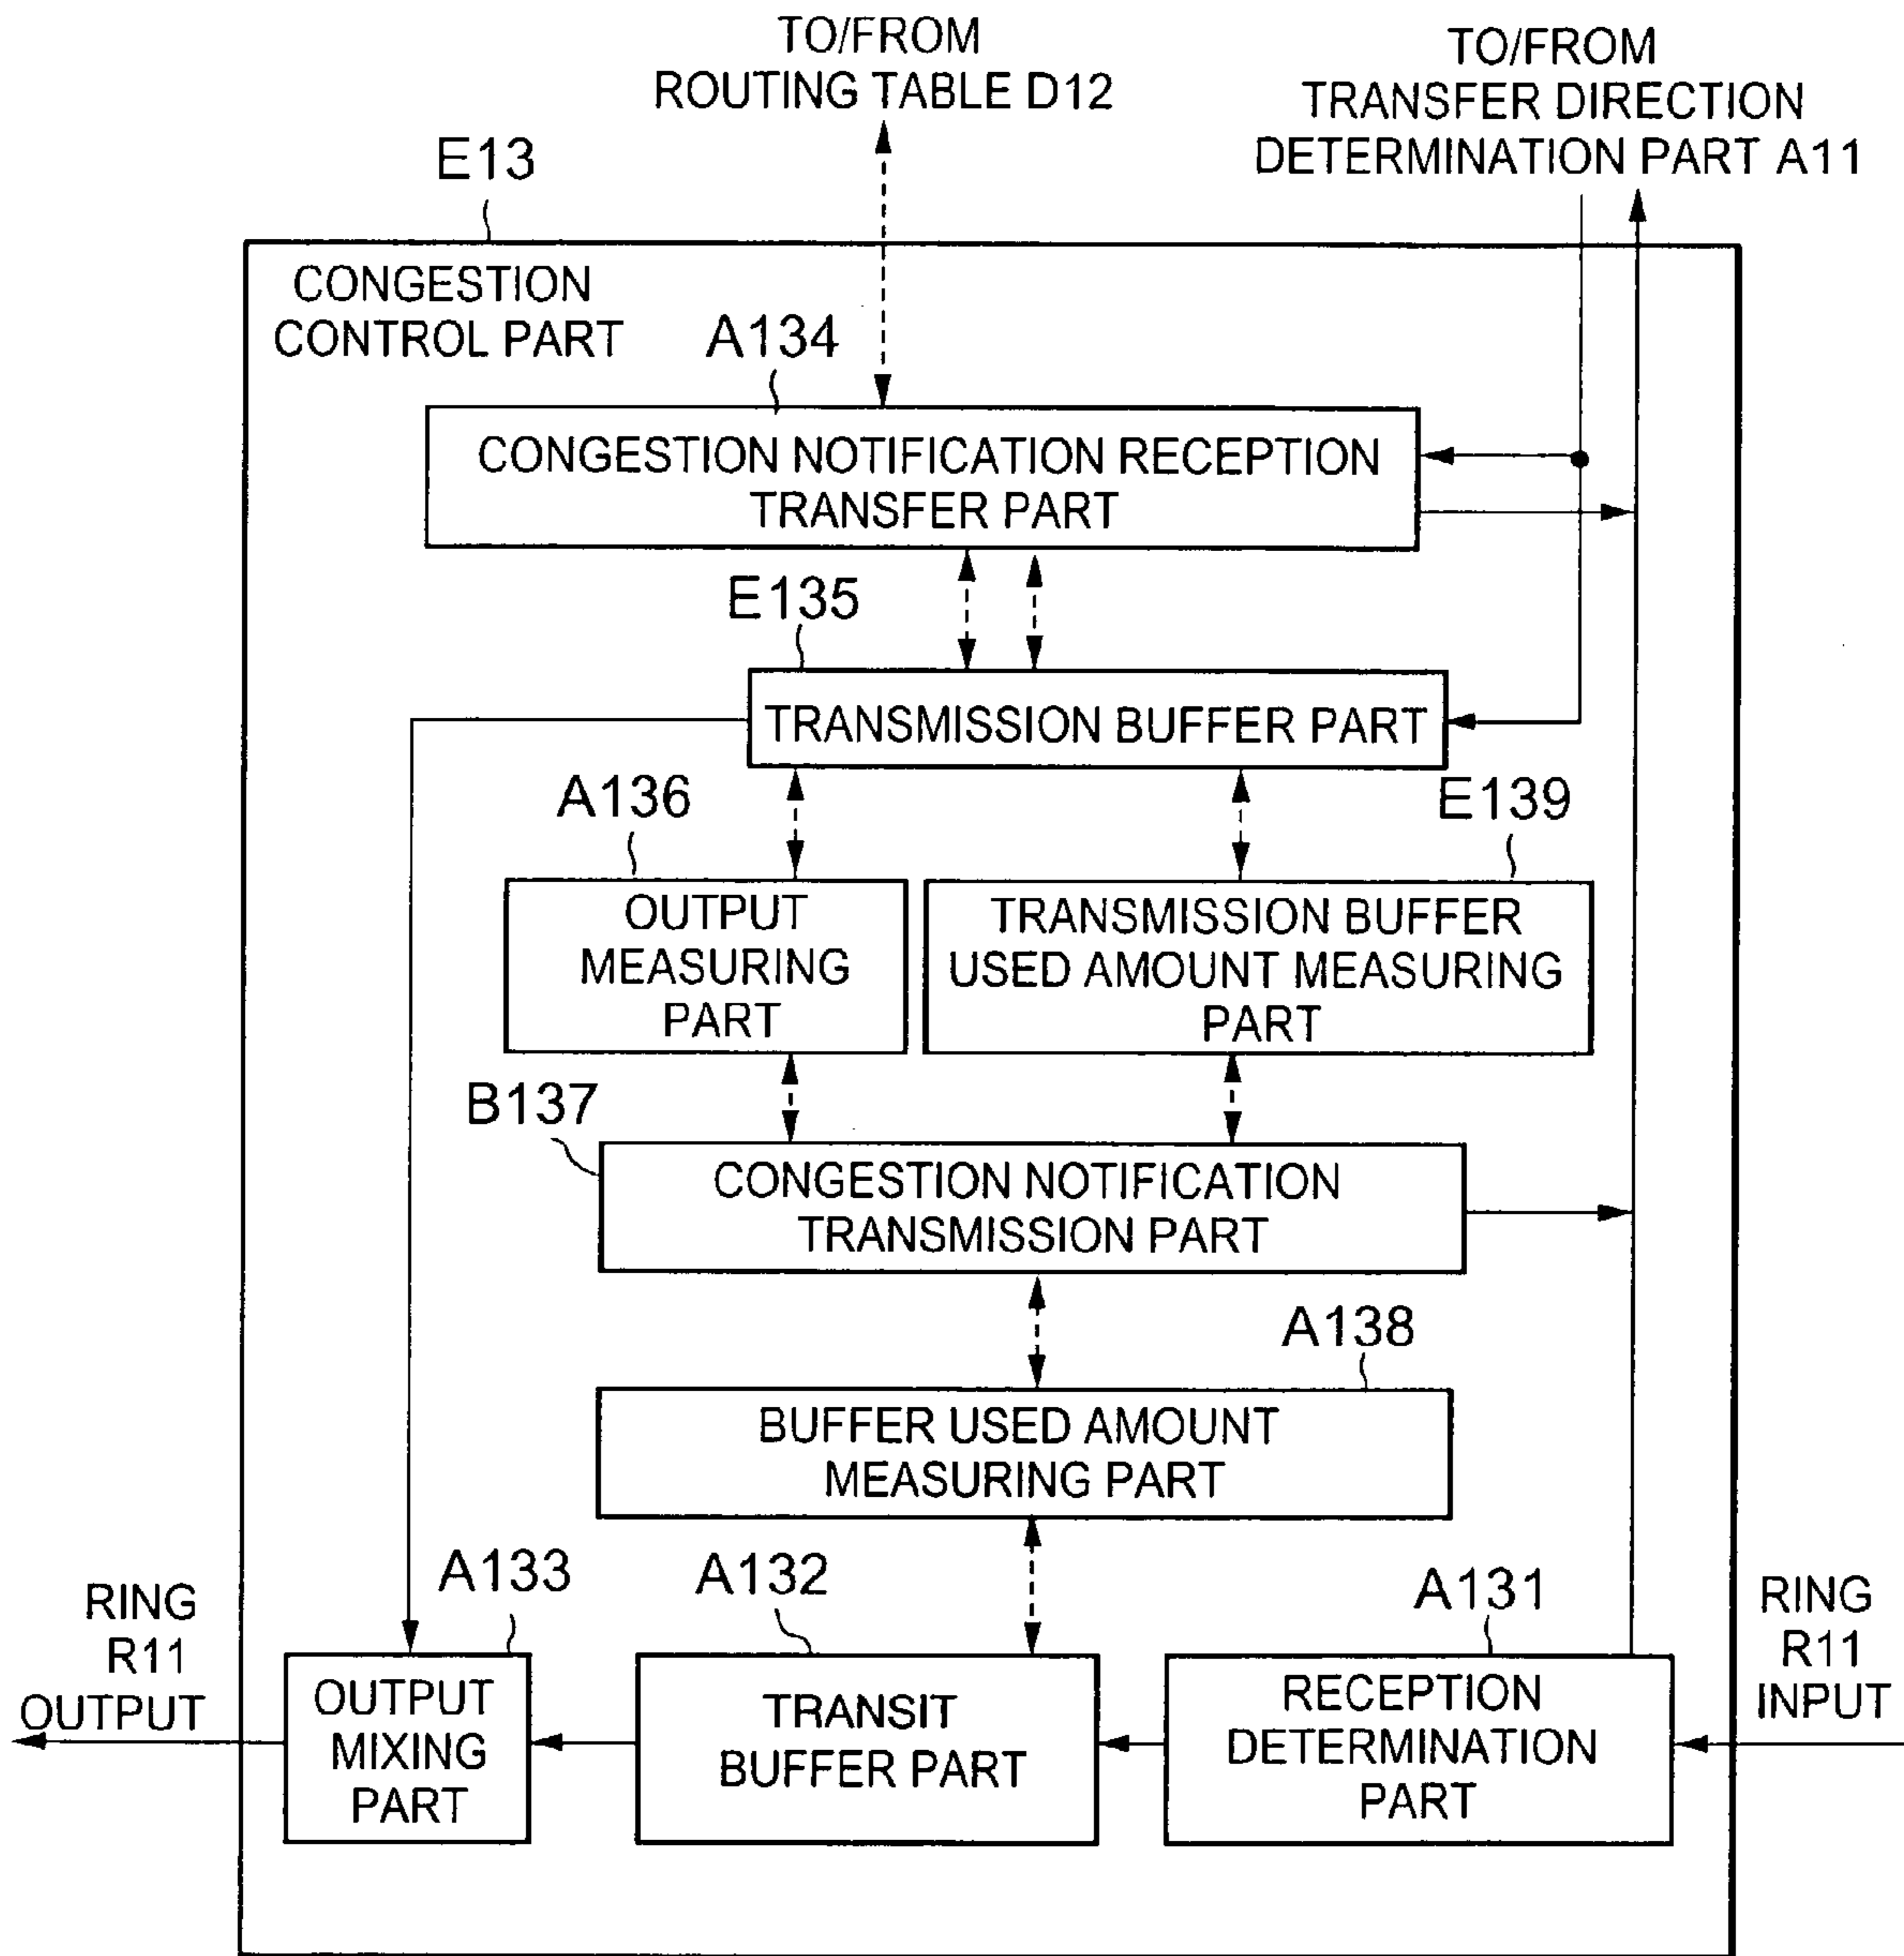 TO/FROM
ROUTING TABLE D12
TO/FROM
TRANSFER DIRECTION
DETERMINATION PART A11
E13
CONGESTION
CONTROL PART
A134
CONGESTION NOTIFICATION RECEPTION
TRANSFER PART
E135
TRANSMISSION BUFFER PART
A136
E139
OUTPUT
MEASURING
PART
TRANSMISSION BUFFER
USED AMOUNT MEASURING
PART
B137
CONGESTION NOTIFICATION
TRANSMISSION PART
A138
BUFFER USED AMOUNT
MEASURING PART
A133
A132
A131
RING
R11
OUTPUT
OUTPUT
MIXING
PART
TRANSIT
BUFFER PART
RECEPTION
DETERMINATION
PART
RING
R11
INPUT